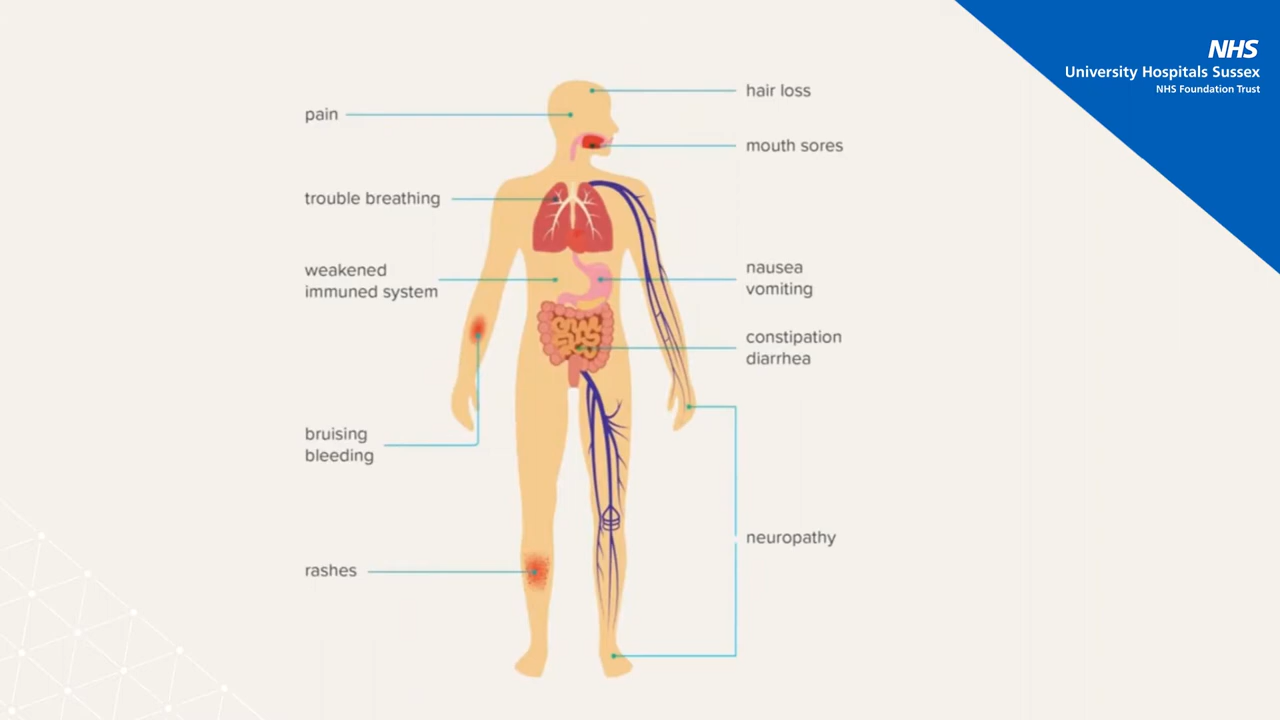 NHS
University Hospitals Sussex
NHS Foundation Trust
hair loss
pain
mouth sores
trouble breathing
weakened
immuned system
nausea
vomiting
constipation
diarrhea
bruising
bleeding
neuropathy
rashes